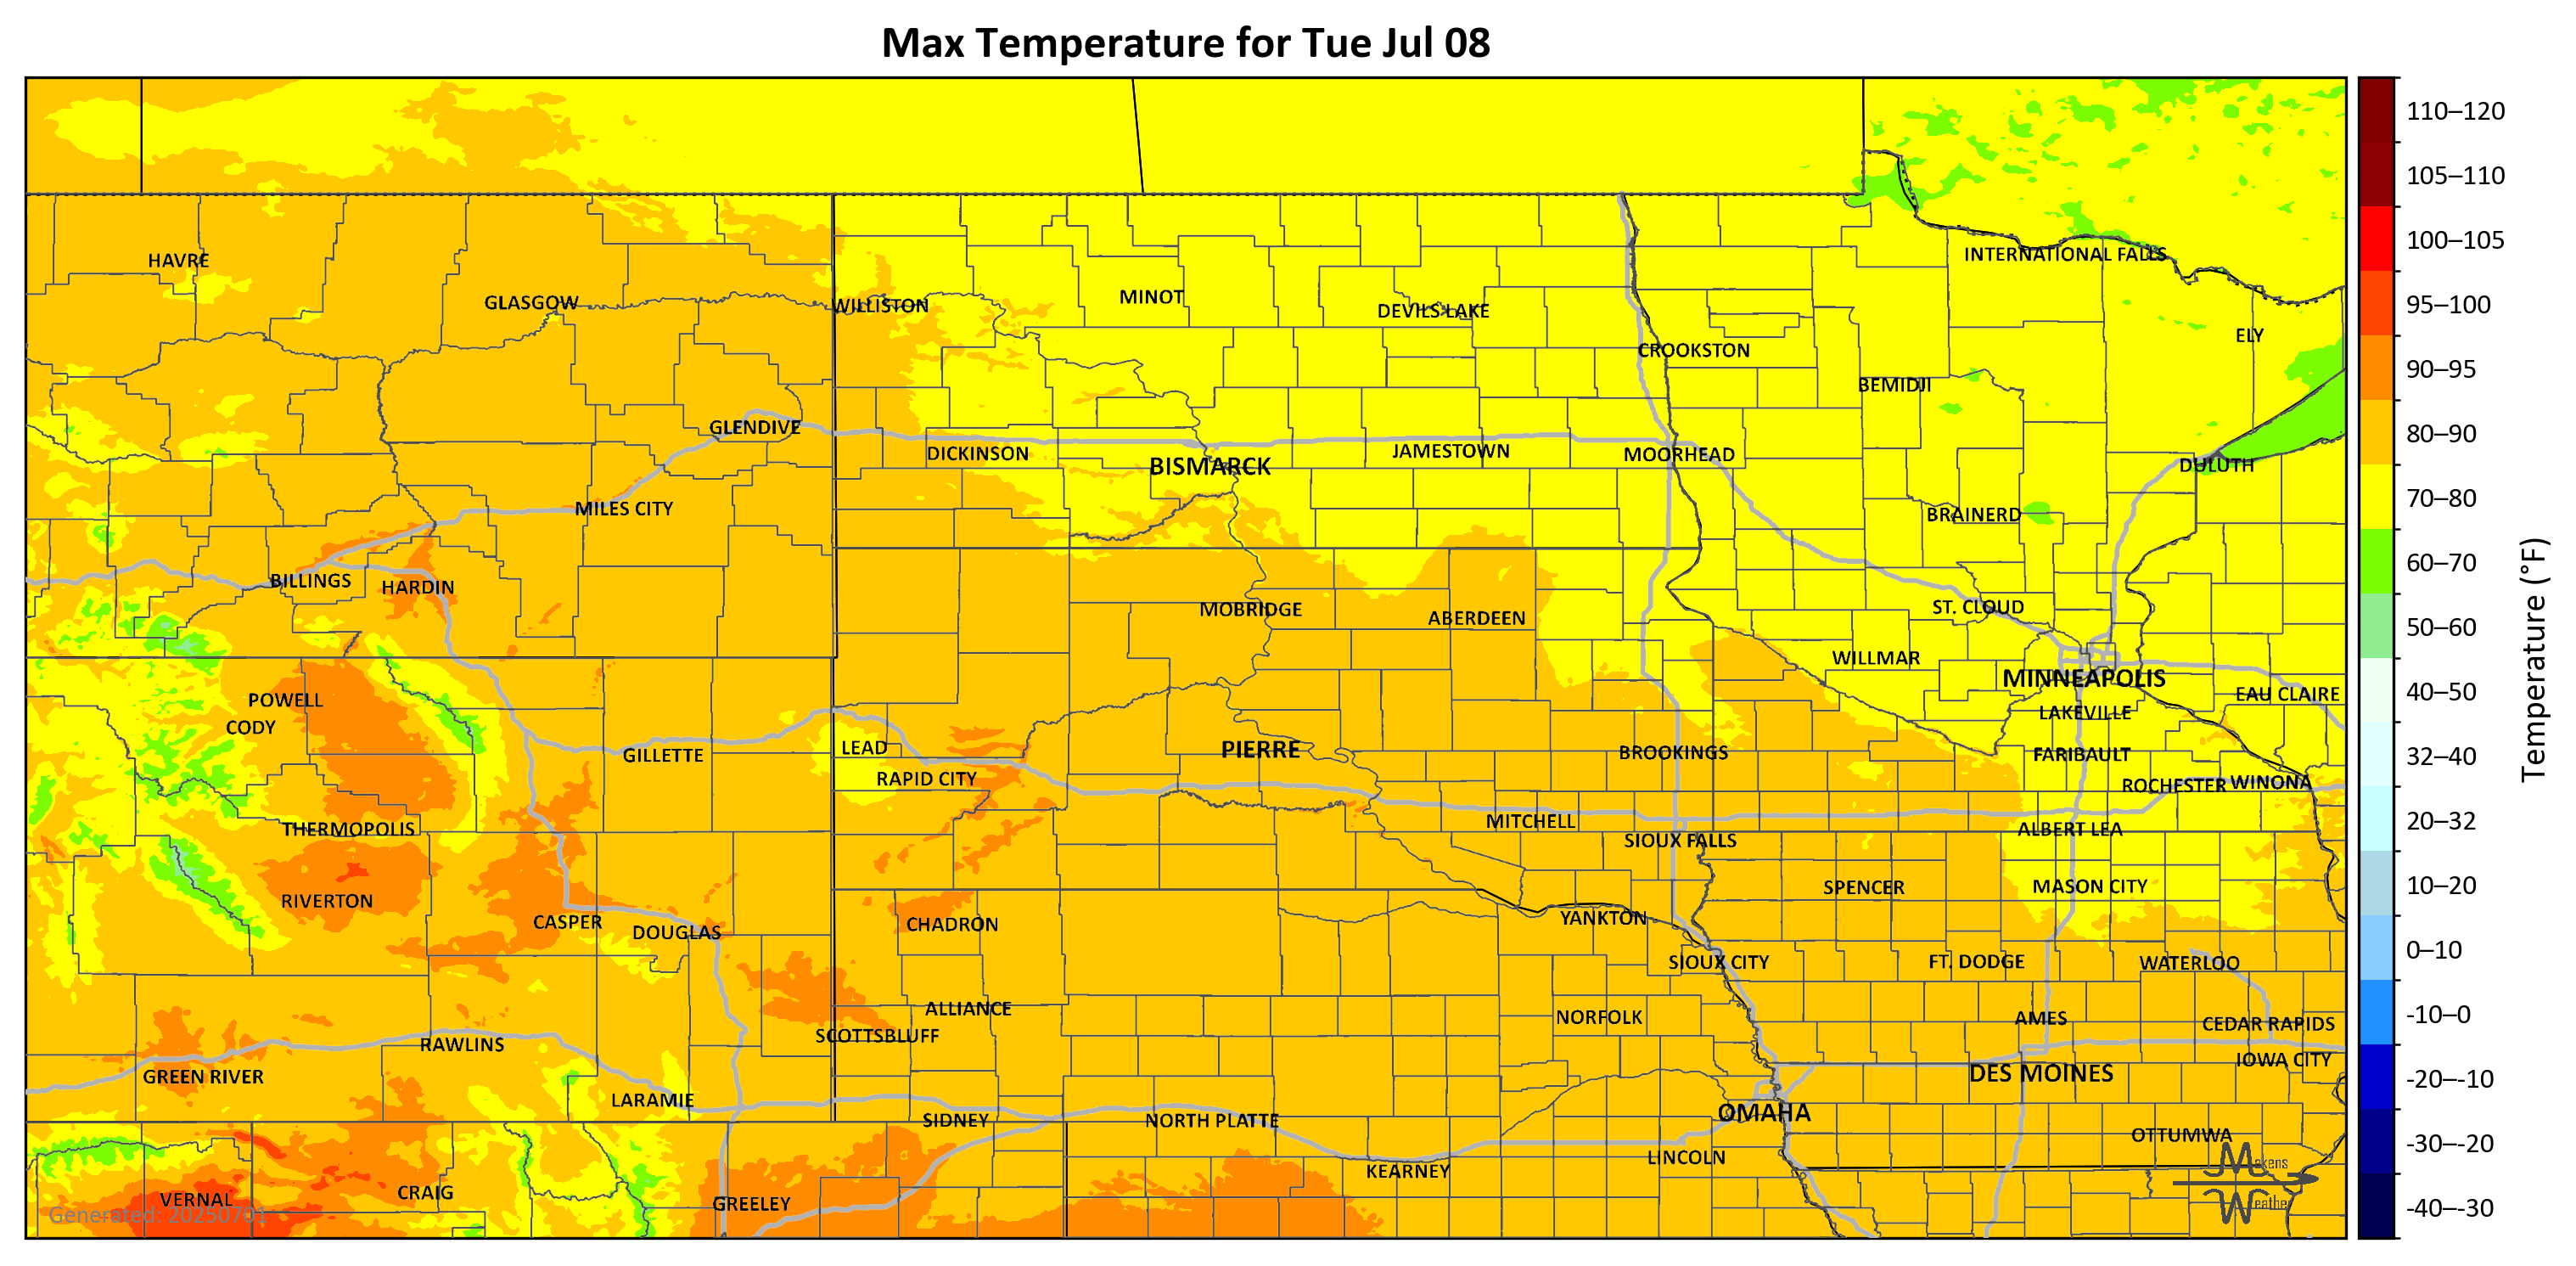 Max Temperature for Tue Jul 08
HAVRE
GLASGOW
WILLISTON
MINOT
DEVILS LAKE
INTERNATIONAL FALLS
ELY
CROOKSTON
BEMIDJI
GLENDIVE
DICKINSON
BISMARCK
JAMESTOWN
MOORHEAD
DULUTH
MILES CITY
BRAINERD
BILLINGS
HARDIN
MOBRIDGE
ABERDEEN
ST. CLOUD
WILLMAR
MINNEAPOLIS
EAU CLAIRE
POWELL
CODY
LAKEVILLE
GILLETTE
LEAD
PIERRE
BROOKINGS
FARIBAULT
RAPID CITY
ROCHESTER
WINONA
THERMOPOLIS
MITCHELL
SIOUX FALLS
ALBERT LEA
RIVERTON
SPENCER
MASON CITY
CASPER
DOUGLAS
CHADRON
YANKTON
SIOUX CITY
FT. DODGE
WATERLOO
ALLIANCE
NORFOLK
AMES
CEDAR RAPIDS
SCOTTSBLUFF
RAWLINS
IOWA CITY
GREEN RIVER
DES MOINES
LARAMIE
SIDNEY
NORTH PLATTE
OMAHA
OTTUMWA
LINCOLN
KEARNEY
VERNAL
CRAIG
GREELEY
Generated: 20250701
Makens
Weather
110–120
105–110
100–105
95–100
90–95
80–90
70–80
60–70
50–60
40–50
32–40
20–32
10–20
0–10
-10–0
-20–-10
-30–-20
-40–-30
Temperature (°F)